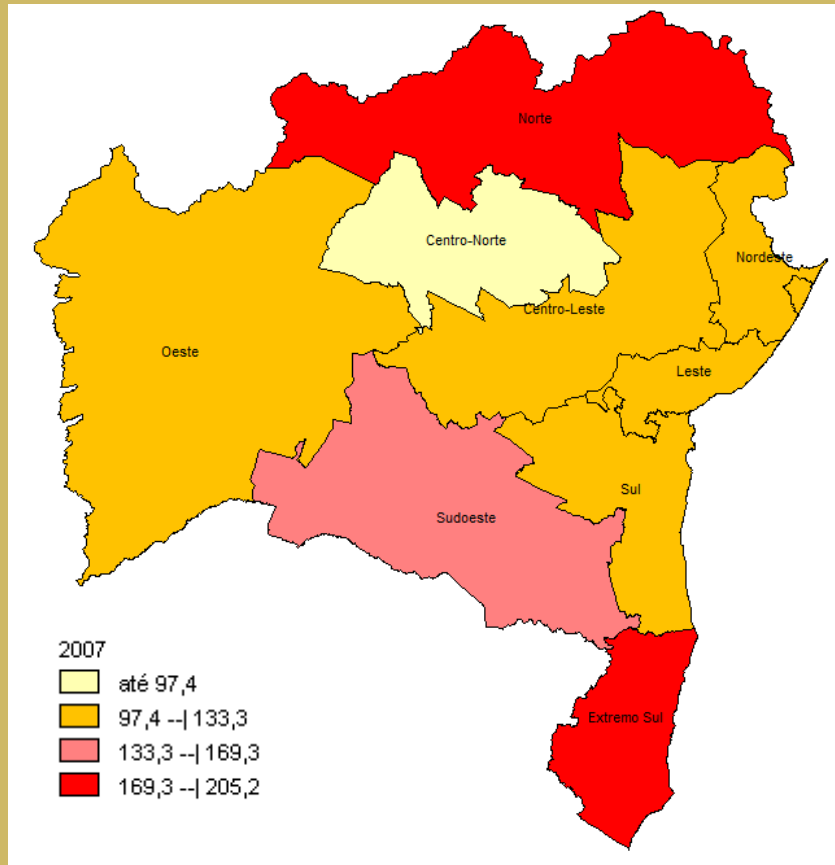 Norte
Centro-Norte
Nordeste
Centro-Leste
Oeste
Leste
Sul
Sudoeste
Extremo Sul
2007
até 97,4
97,4 --| 133,3
133,3 --| 169,3
169,3 --| 205,2